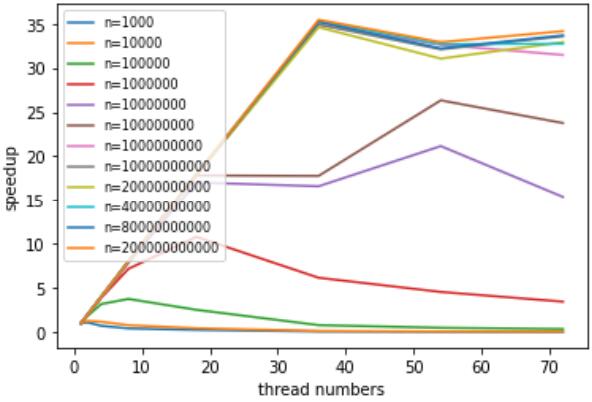 35
30
25
20
15
10
5
0
speedup
n=1000
n=10000
n=100000
n=1000000
n=10000000
n=100000000
n=1000000000
n=10000000000
n=20000000000
n=40000000000
n=80000000000
n=200000000000
0 10 20 30 40 50 60 70
thread numbers